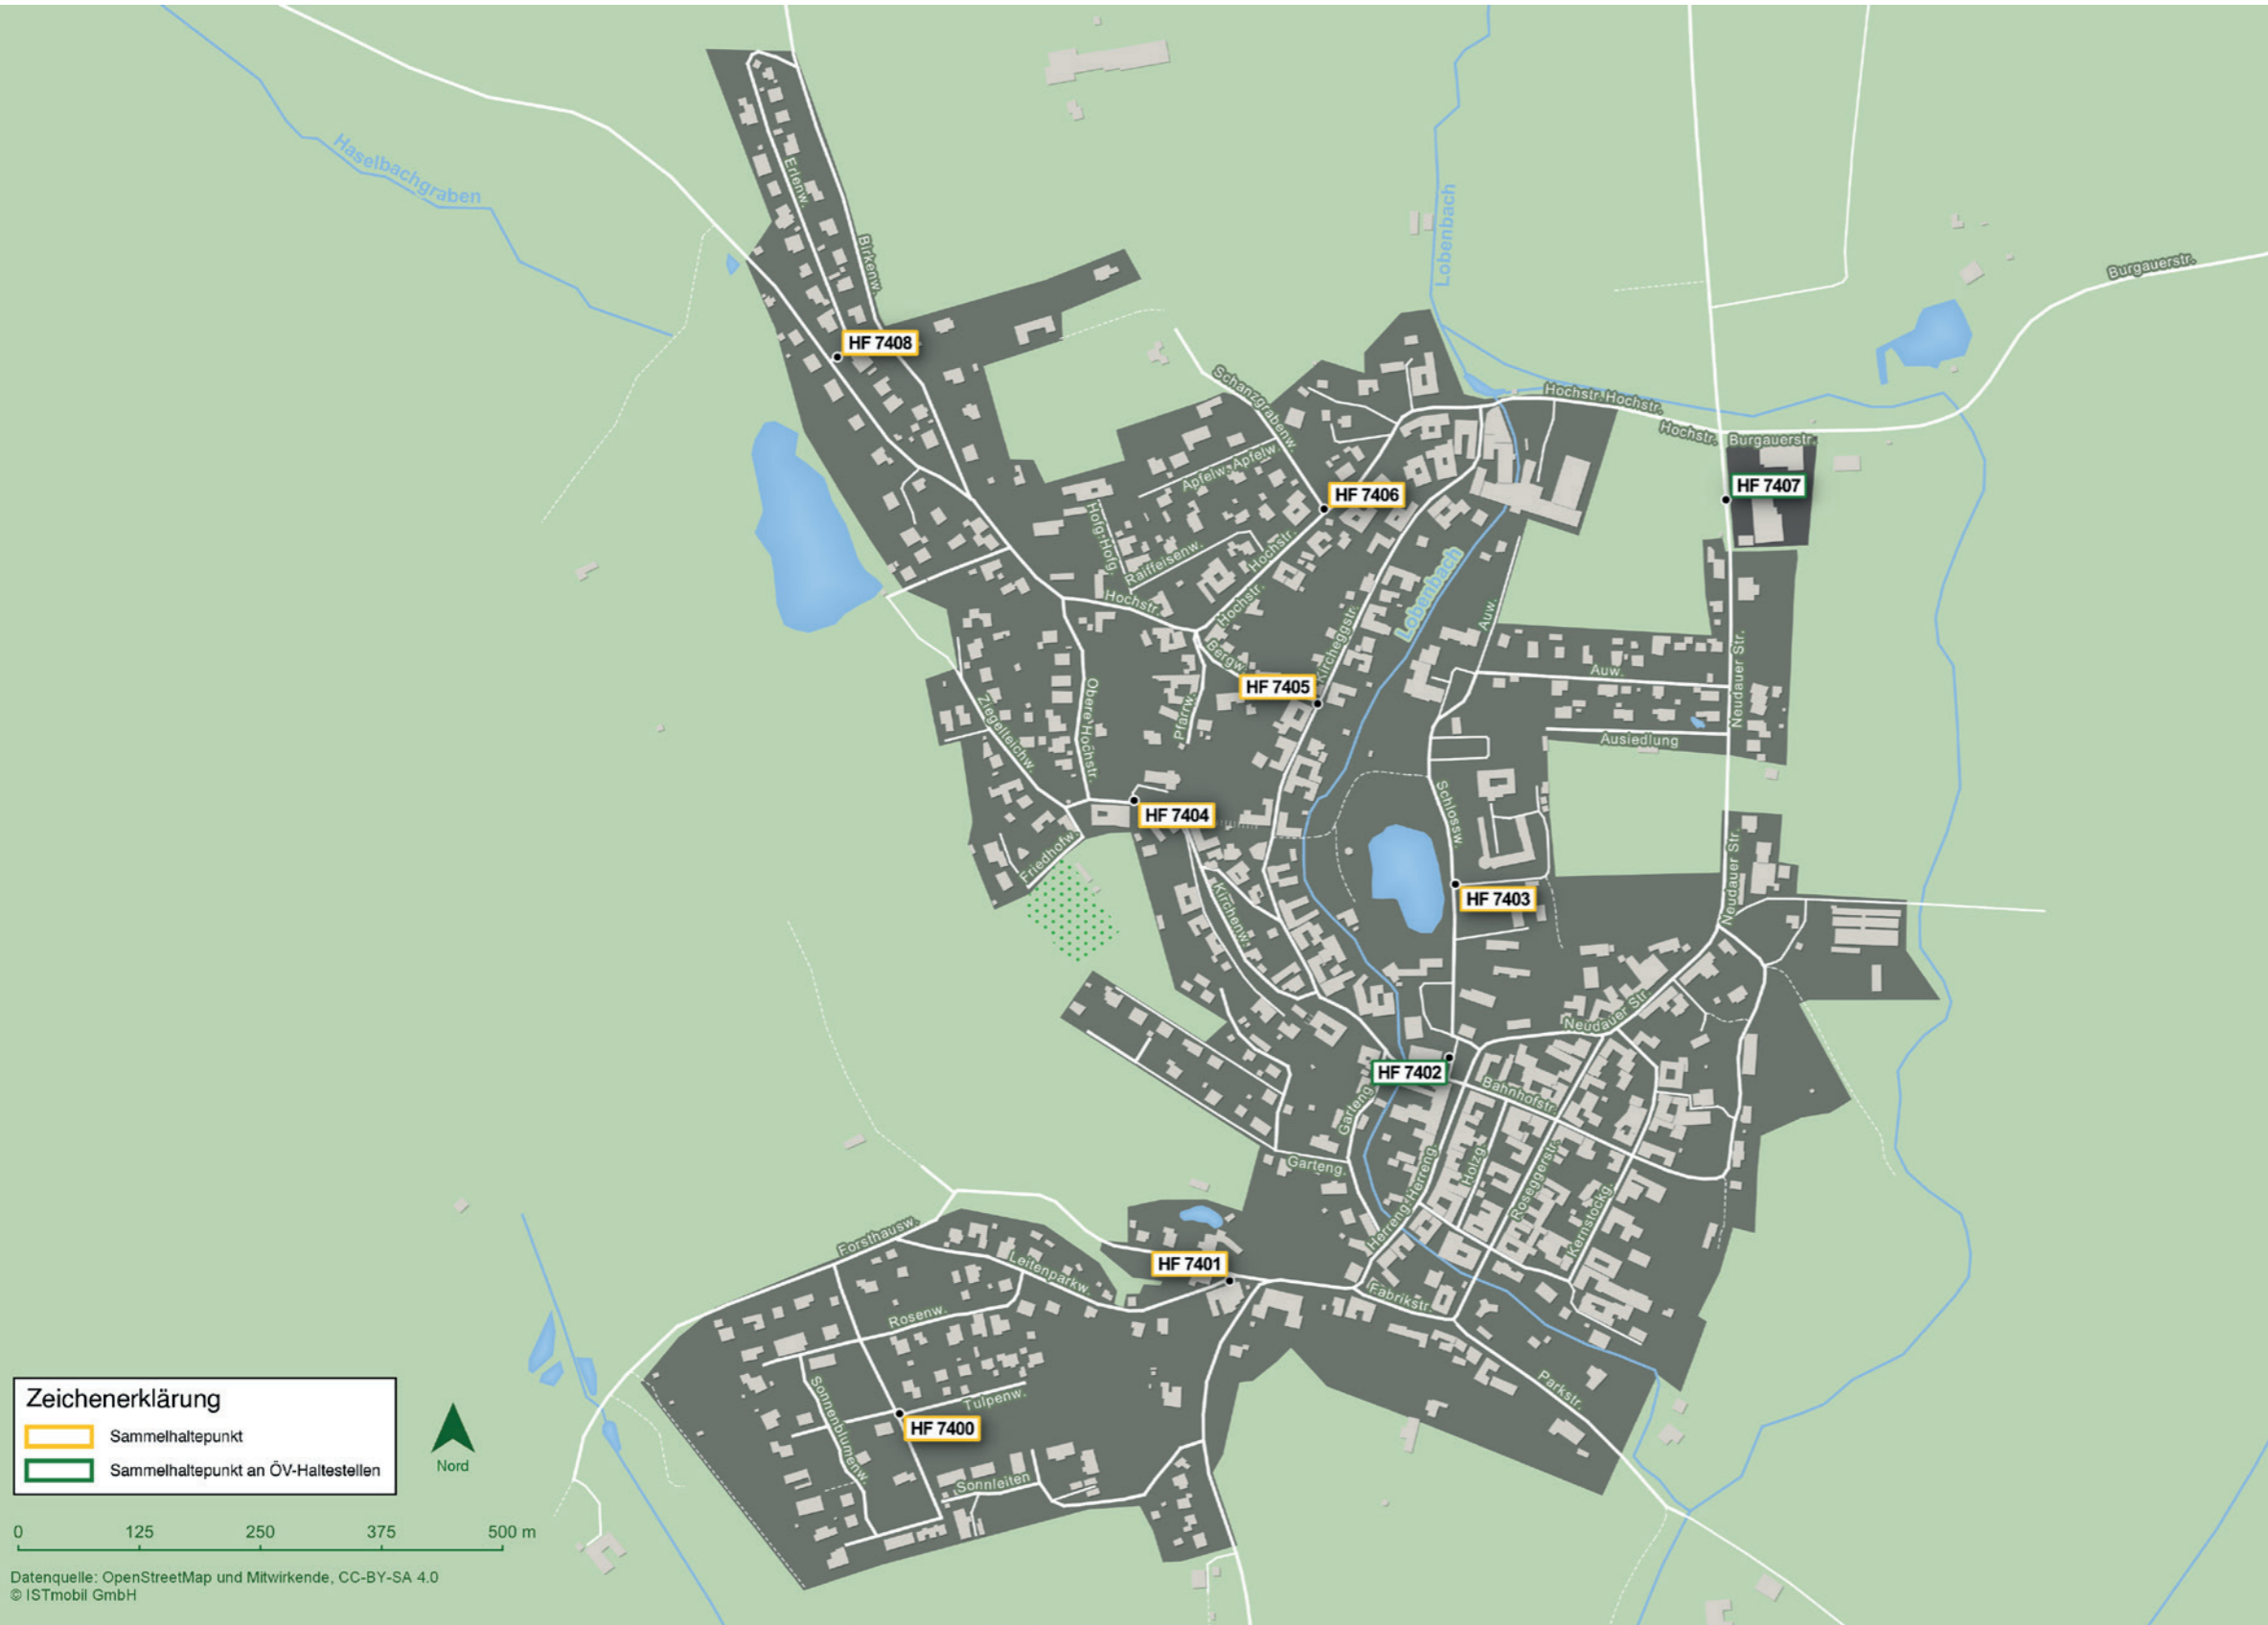 Haselbachgraben
Erlenw.
Birkenw.
Lobenbach
Burgauerstr.
HF 7408
Schanzgrabenw.
Hochstr. Hochstr.
Hochstr.
Burgauerstr.
Apfelw. Apfelw.
HF 7406
HF 7407
Hofg. Hofg.
Raiffeisenw.
Hochstr.
Hochstr.
Hochstr.
Lobenbach
Auw.
Kircheggstr.
Bergw.
HF 7405
Auw.
Neudauer Str.
Ausiedlung
Ziegelteichw.
Obere Hochstr.
Pfarrw.
HF 7404
Schlossw.
Friedhofw.
Kirchenw.
HF 7403
Neudauer Str.
Neudauer Str.
HF 7402
Bahnhofstr.
Garteng.
Garteng.
Herreng. Herreng.
Holzg.
Roseggerstr.
Kernstockg.
Forsthausw.
Leitenparkw.
HF 7401
Fabrikstr.
Rosenw.
Parkstr.
Sonnenblumenw.
Tulpenw.
HF 7400
Sonnleiten
Zeichenerklärung
Sammelhaltepunkt
Sammelhaltepunkt an ÖV-Haltestellen
Nord
0 125 250 375 500 m
Datenquelle: OpenStreetMap und Mitwirkende, CC-BY-SA 4.0
© ISTmobil GmbH